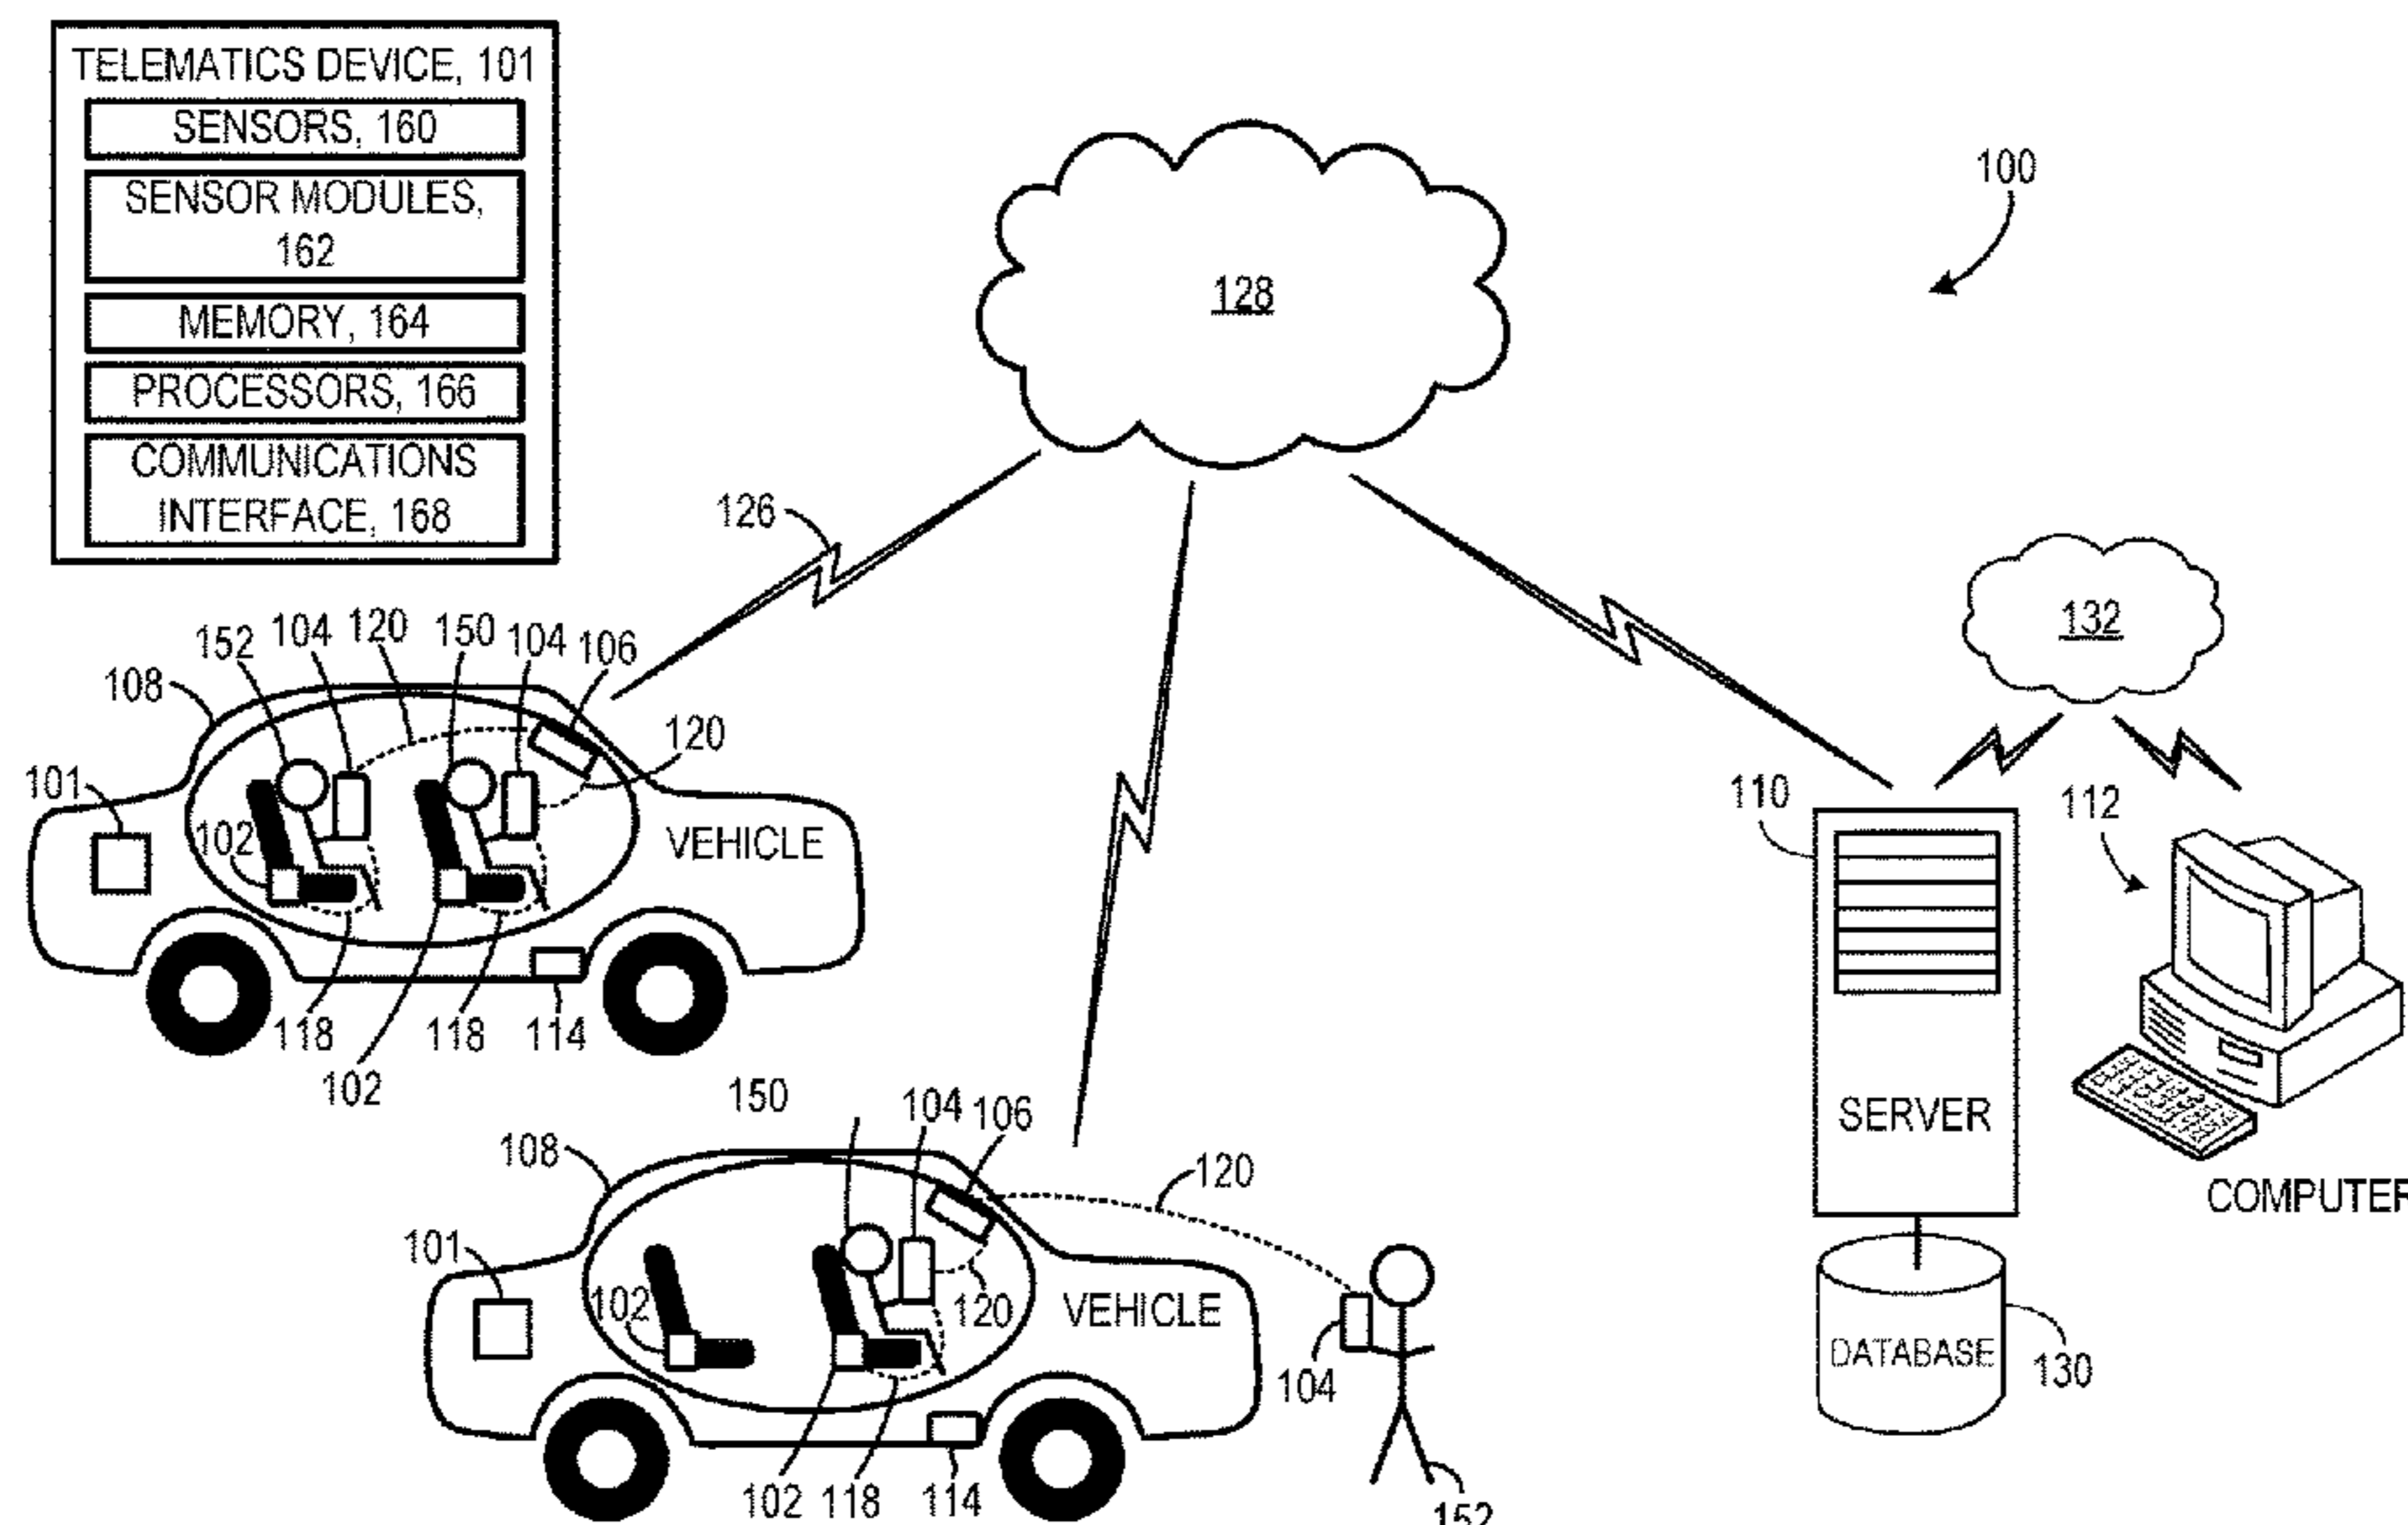 TELEMATICS DEVICE, 101
SENSORS, 160
SENSOR MODULES,
162
MEMORY, 164
PROCESSORS, 166
COMMUNICATIONS
INTERFACE, 168
128
100
126
132
152
104
120
150
104
106
108
120
101
102
VEHICLE
118
118
114
102
110
112
SERVER
COMPUTER
DATABASE
130
150
104
106
108
120
101
102
120
VEHICLE
104
102
118
114
152